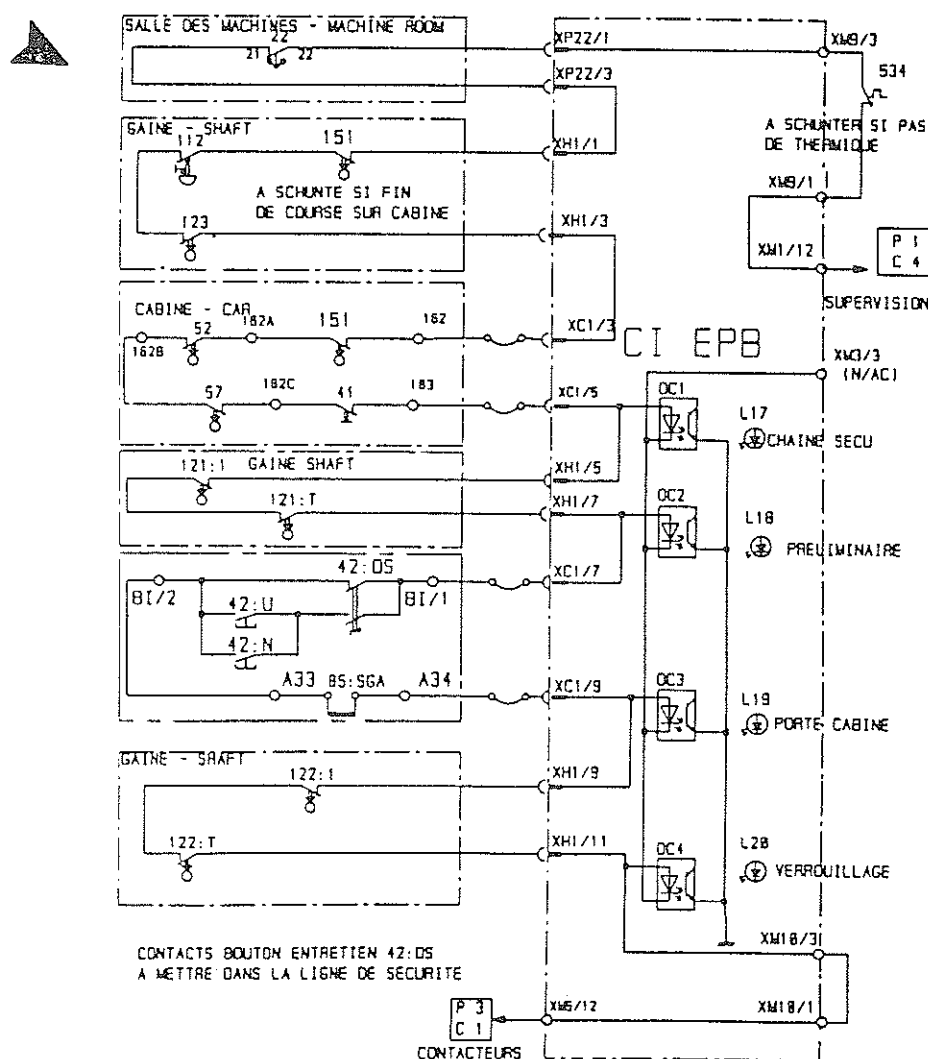 SALLE DES MACHINES - MACHINE ROOM
22
21 22
XP22/1
XM9/3
XP22/3
534
GAINE - SHAFT
112
151
XH1/1
A SCHUNTER SI PAS
DE THERMIQUE
A SCHUNTE SI FIN
DE COURSE SUR CABINE
XM9/1
123
XH1/3
XM1/12
P 1
C 4
SUPERVISION
CABINE - CAR
52
162A
151
162
162B
XC1/3
CI EPB
XM3/3
(N/AC)
57
162C
41
163
XC1/5
OC1
L17
CHAINE SECU
121:1
GAINE SHAFT
XH1/5
121:T
XH1/7
OC2
L18
PRELIMINAIRE
42:DS
BI/2
BI/1
XC1/7
42:U
42:N
A33
85:SGA
A34
XC1/9
OC3
L19
PORTE CABINE
GAINE - SHAFT
122:1
XH1/9
122:T
XH1/11
OC4
L20
VERROUILLAGE
CONTACTS BOUTON ENTRETIEN 42:DS
A METTRE DANS LA LIGNE DE SECURITE
XM10/3
P 3
C 1
XM5/12
XM10/1
CONTACTEURS